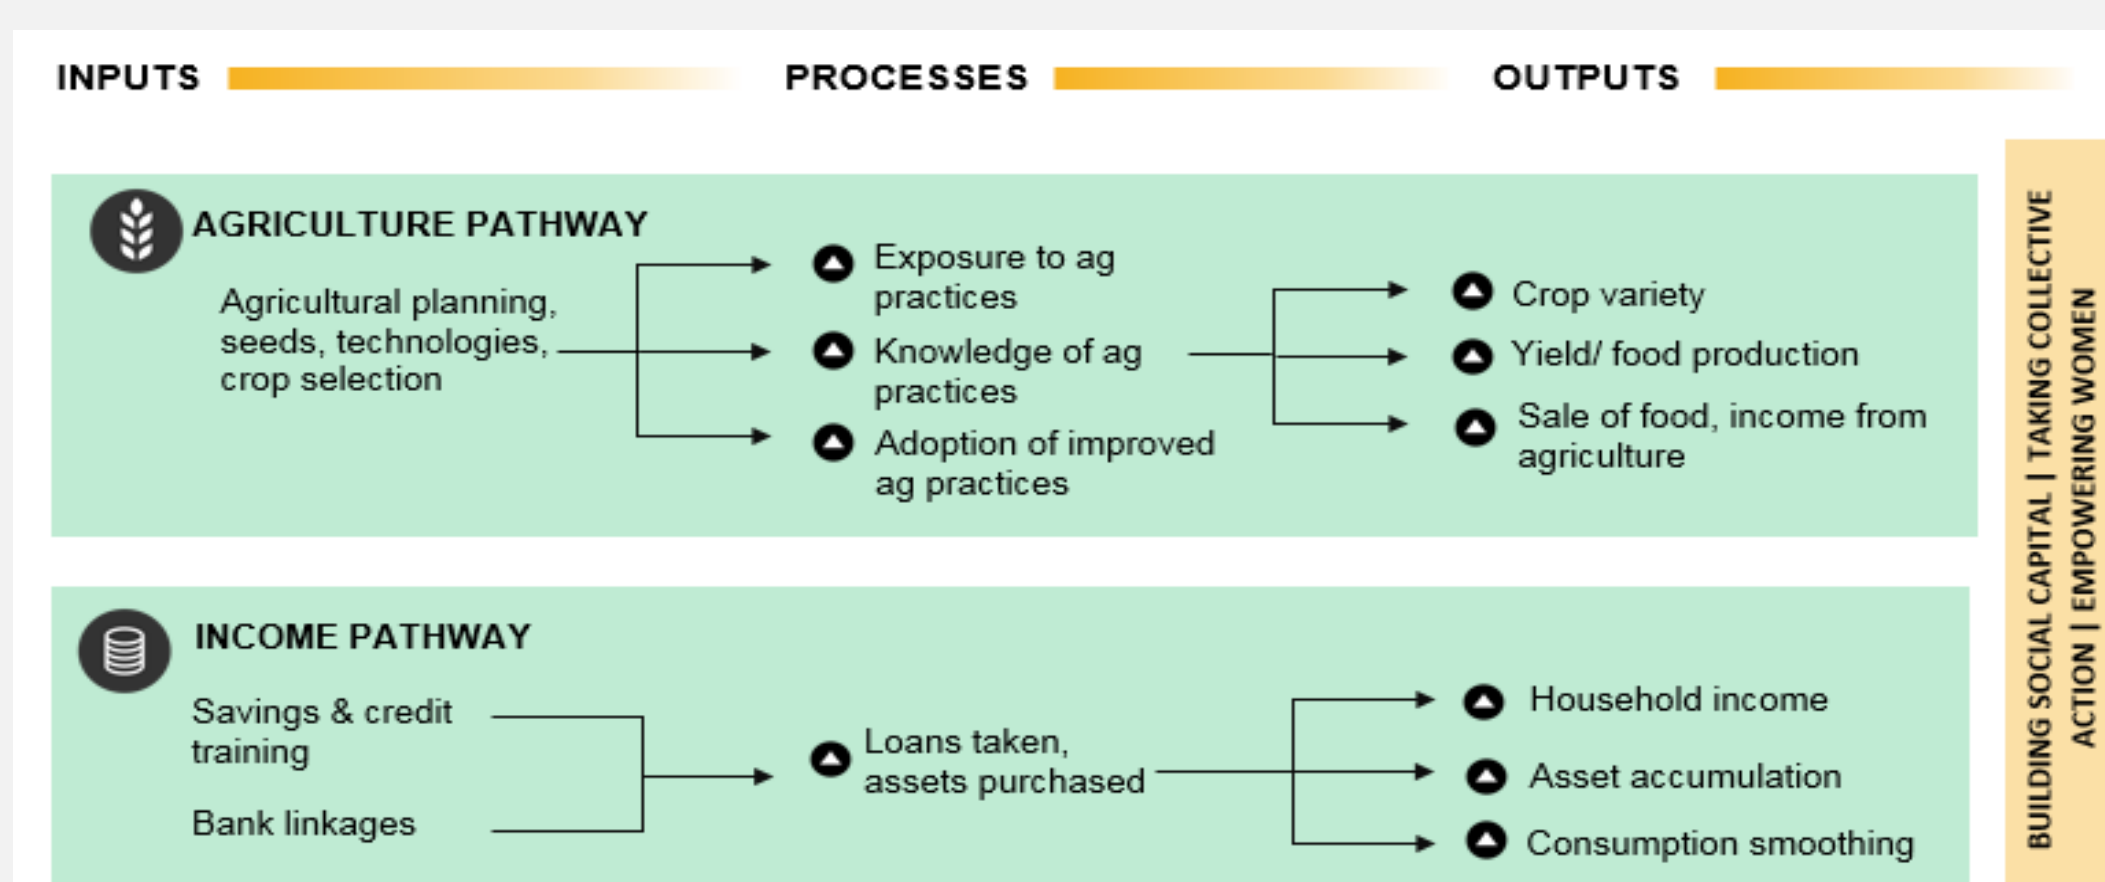 INPUTS
PROCESSES
OUTPUTS
AGRICULTURE PATHWAY
Agricultural planning,
seeds, technologies,
crop selection
Exposure to ag
practices
Knowledge of ag
practices
Adoption of improved
ag practices
Crop variety
Yield/ food production
Sale of food, income from
agriculture
INCOME PATHWAY
Savings & credit
training
Bank linkages
Loans taken,
assets purchased
Household income
Asset accumulation
Consumption smoothing
BUILDING SOCIAL CAPITAL | TAKING COLLECTIVE
ACTION | EMPOWERING WOMEN